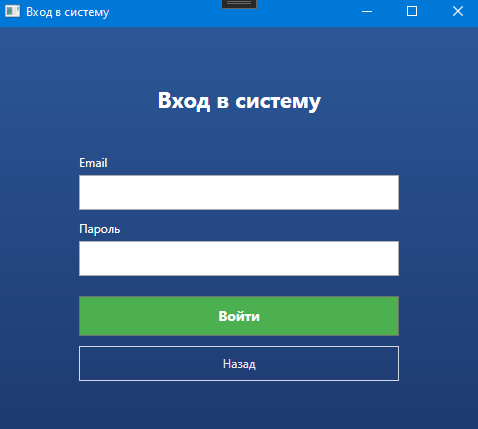 Вход в систему
Вход в систему
Email
Пароль
Войти
Назад